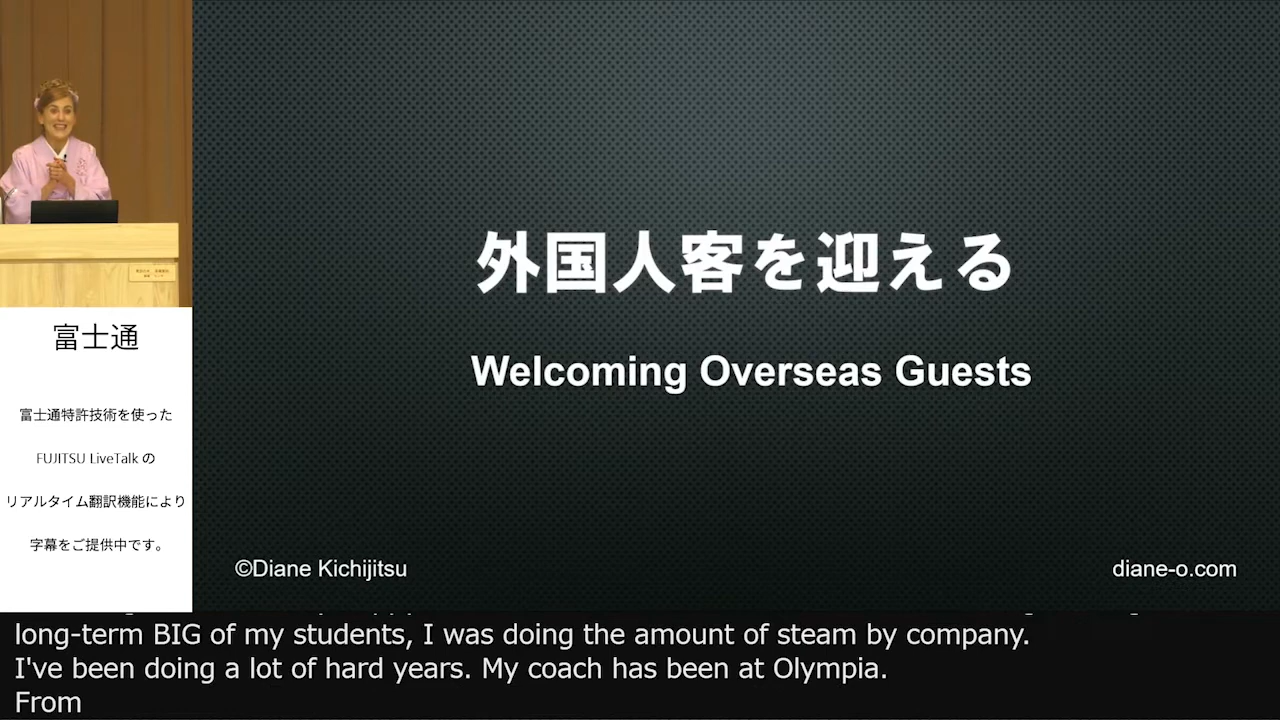 外国人客を迎える
Welcoming Overseas Guests
©Diane Kichijitsu
diane-o.com
富士通
富士通特許技術を使った
FUJITSU LiveTalk の
リアルタイム翻訳機能により
字幕をご提供中です。
long-term BIG of my students, I was doing the amount of steam by company.
I've been doing a lot of hard years. My coach has been at Olympia.
From